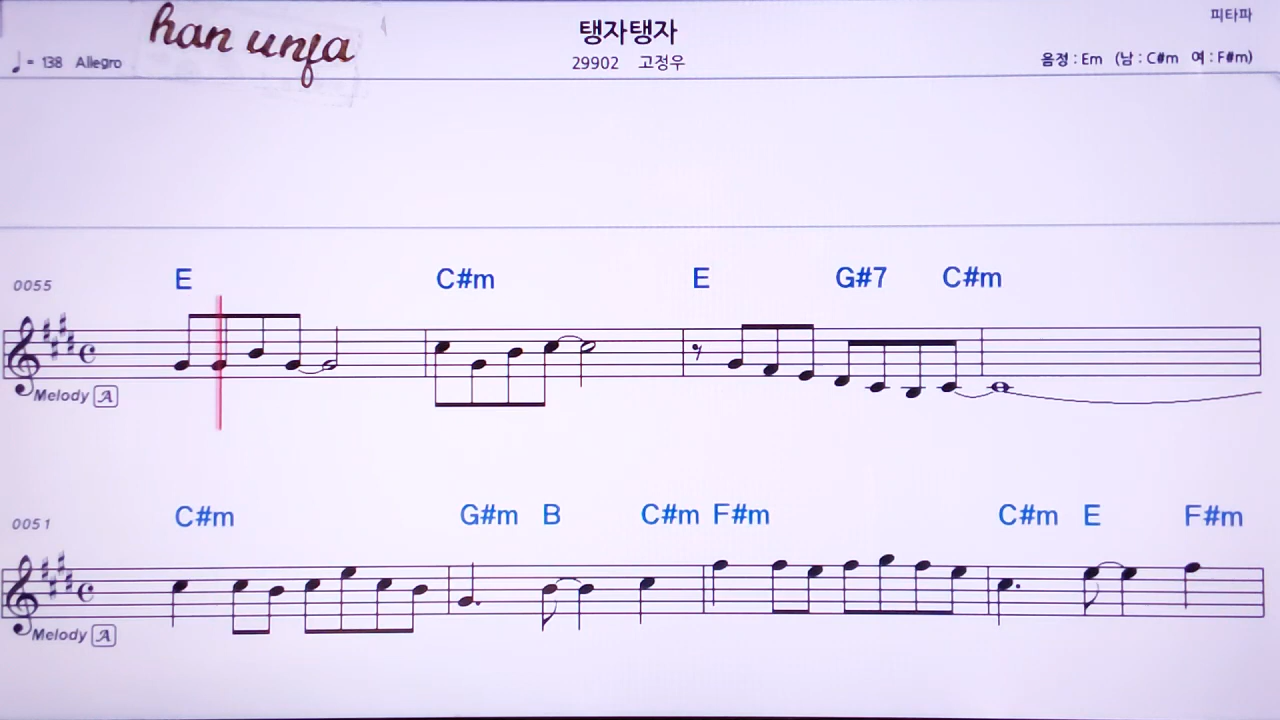 han unfa
탱자탱자
피타파
♩ = 138 Allegro
29902 고정우
음정 : Em (남 : C#m 여 : F#m)
0055
E C#m E G#7 C#m
Melody A
0051
C#m G#m B C#m F#m C#m E F#m
Melody A